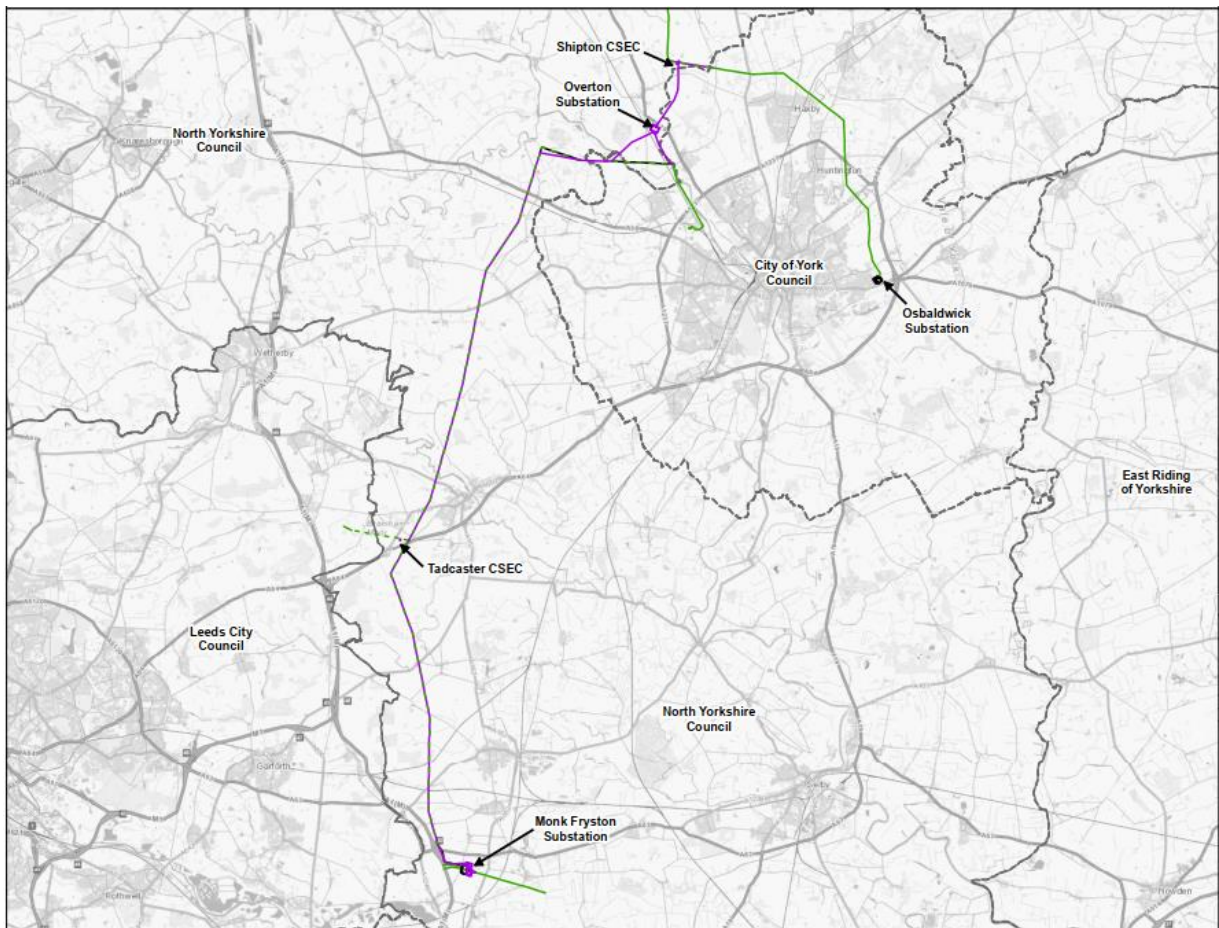 Shipton CSEC
Overton
Substation
Haxby
North Yorkshire
Council
Knaresborough
Huntington
City of York
Council
Osbaldwick
Substation
Wetherby
East Riding
of Yorkshire
Tadcaster CSEC
Leeds City
Council
North Yorkshire
Council
Garforth
Selby
Monk Fryston
Substation
Rothwell
Howden